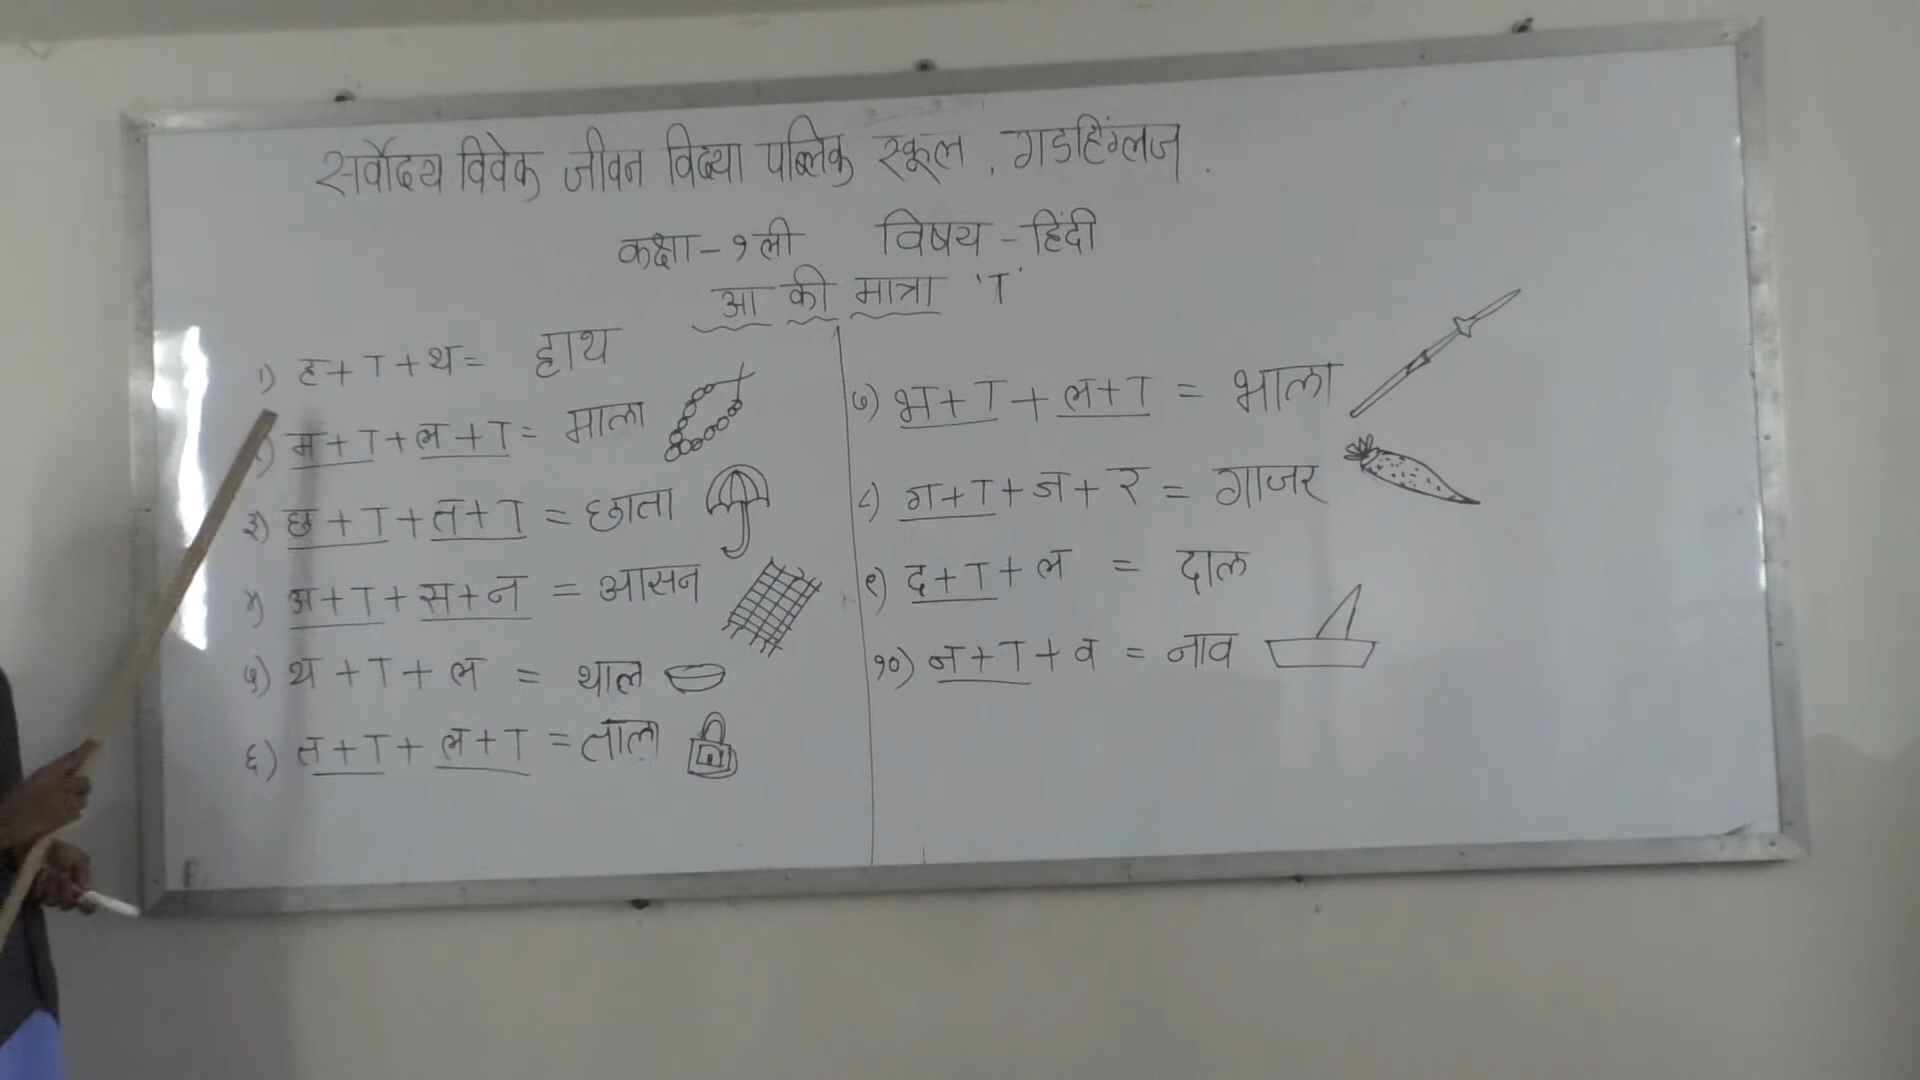 सर्वोदय विवेक जीवन विद्या पब्लिक स्कूल, गडहिंग्लज.
कक्षा - १ली विषय - हिंदी
आ की मात्रा 'ा'
१) ह + ा + थ = हाथ
२) म + ा + ल + ा = माला
३) छ + ा + त + ा = छाता
४) अ + ा + स + न = आसन
५) थ + ा + ल = थाल
६) त + ा + ल + ा = ताला
७) भ + ा + ल + ा = भाला
८) ग + ा + ज + र = गाजर
९) द + ा + ल = दाल
१०) न + ा + व = नाव